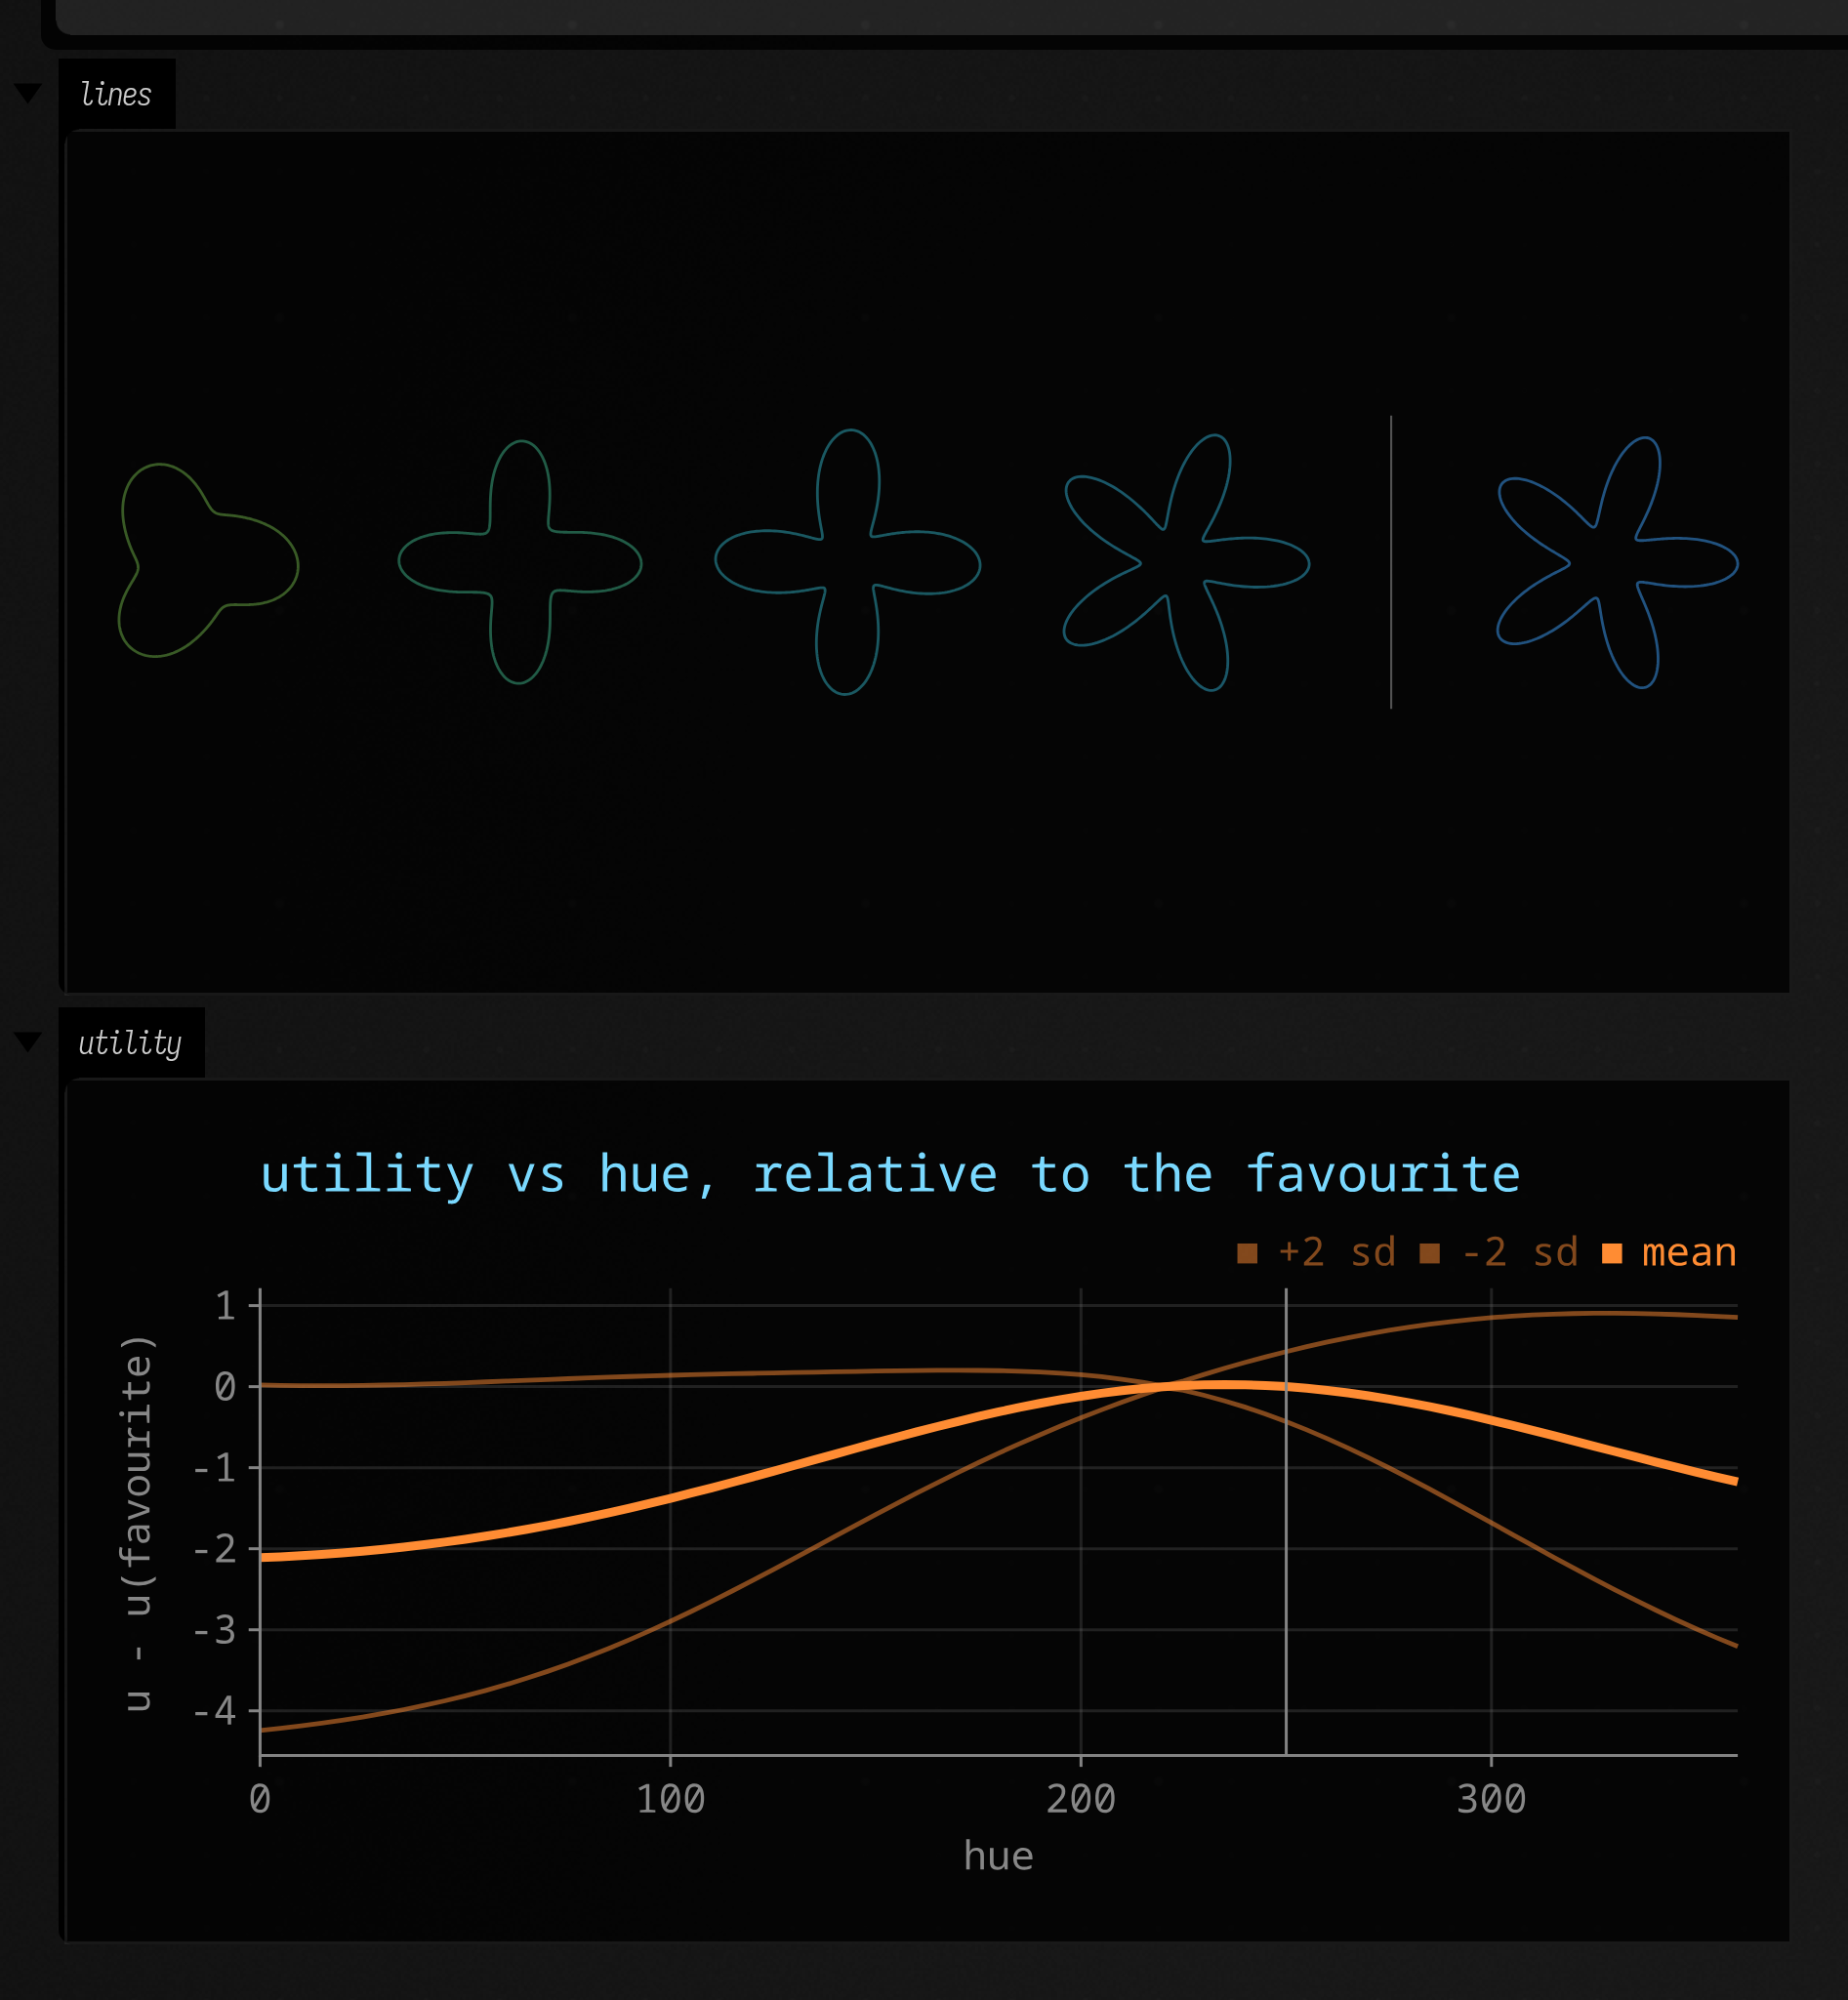 lines
utility
utility vs hue, relative to the favourite
+2 sd -2 sd mean
u - u(favourite)
1
0
-1
-2
-3
-4
0 100 200 300
hue